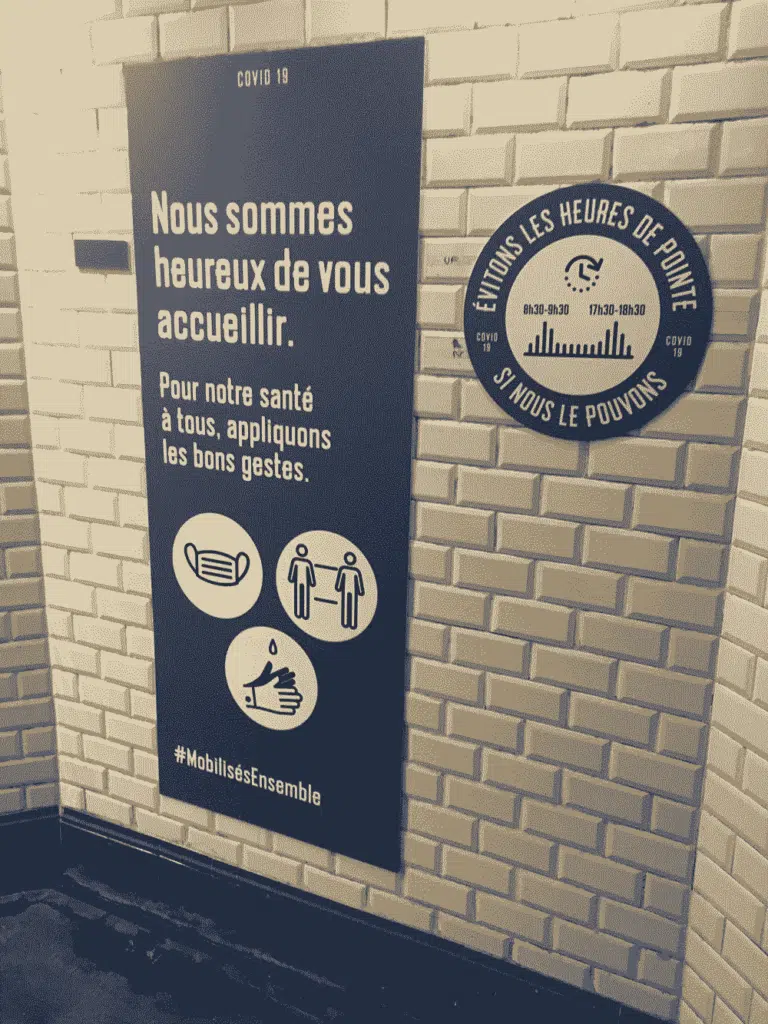 COVID 19
Nous sommes
heureux de vous
accueillir.
Pour notre santé
à tous, appliquons
les bons gestes.
#MobilisésEnsemble
ÉVITONS LES HEURES DE POINTE
8h30-9h30 17h30-18h30
COVID
19
COVID
19
SI NOUS LE POUVONS